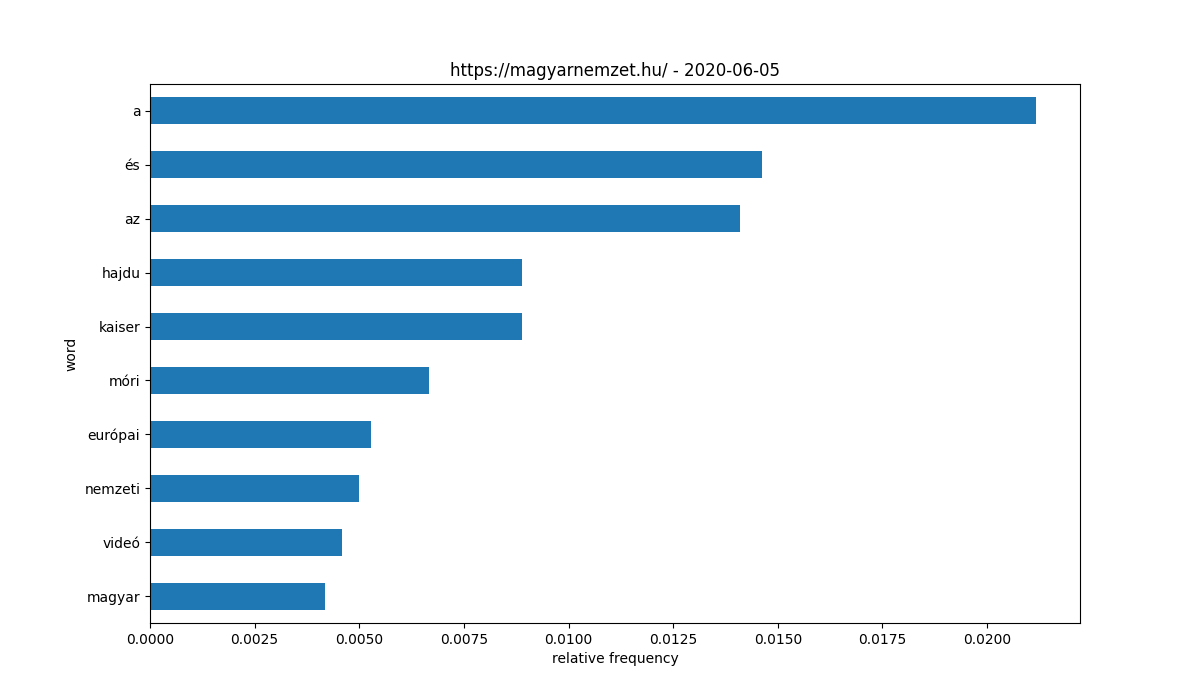 https://magyarnemzet.hu/ - 2020-06-05
a
és
az
hajdu
kaiser
móri
európai
nemzeti
videó
magyar
word
0.0000 0.0025 0.0050 0.0075 0.0100 0.0125 0.0150 0.0175 0.0200
relative frequency